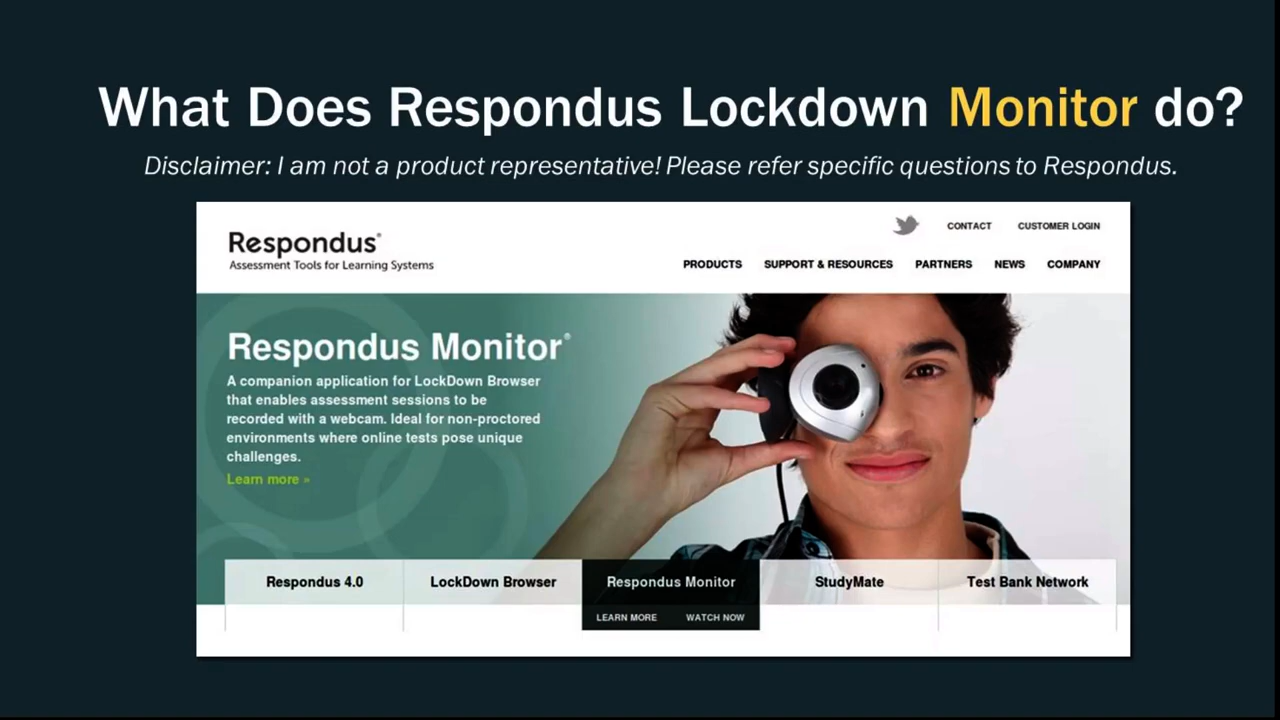 What Does Respondus Lockdown Monitor do?
Disclaimer: I am not a product representative! Please refer specific questions to Respondus.
Respondus®
Assessment Tools for Learning Systems
CONTACT CUSTOMER LOGIN
PRODUCTS SUPPORT & RESOURCES PARTNERS NEWS COMPANY
Respondus Monitor®
A companion application for LockDown Browser
that enables assessment sessions to be
recorded with a webcam. Ideal for non-proctored
environments where online tests pose unique
challenges.
Learn more »
Respondus 4.0 LockDown Browser Respondus Monitor StudyMate Test Bank Network
LEARN MORE WATCH NOW